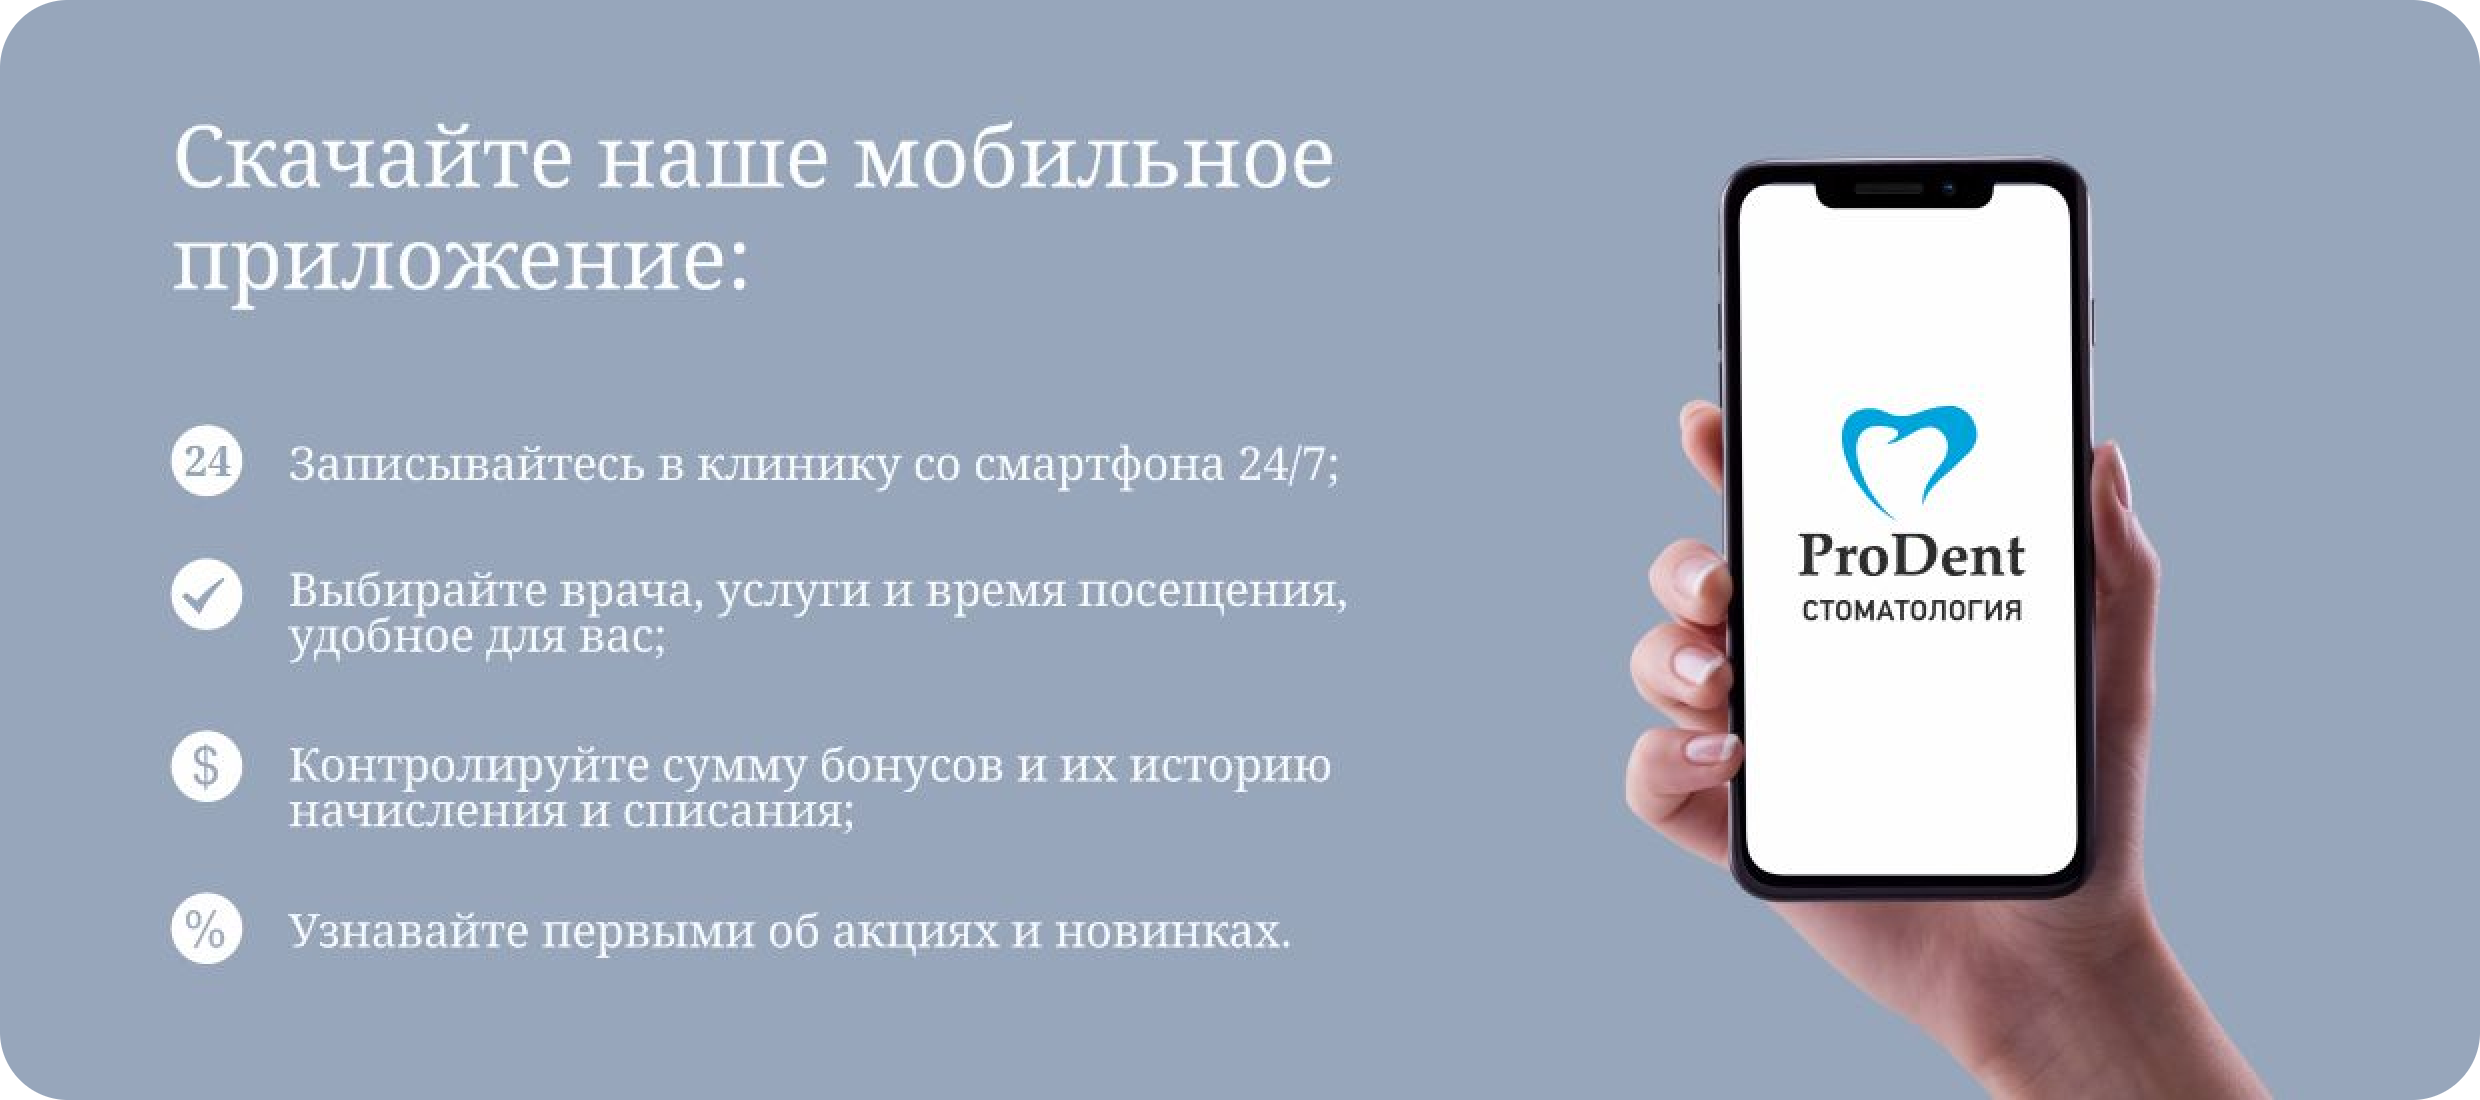 Скачайте наше мобильное
приложение:
24
Записывайтесь в клинику со смартфона 24/7;
Выбирайте врача, услуги и время посещения,
удобное для вас;
$
Контролируйте сумму бонусов и их историю
начисления и списания;
%
Узнавайте первыми об акциях и новинках.
ProDent
СТОМАТОЛОГИЯ